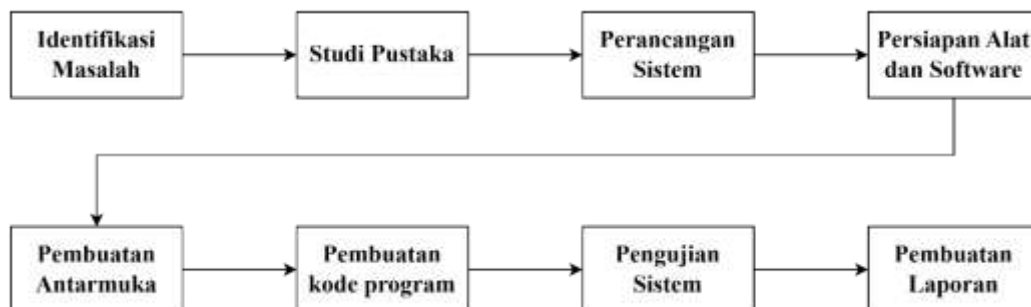 Identifikasi
Masalah
Studi Pustaka
Perancangan
Sistem
Persiapan Alat
dan Software
Pembuatan
Antarmuka
Pembuatan
kode program
Pengujian
Sistem
Pembuatan
Laporan